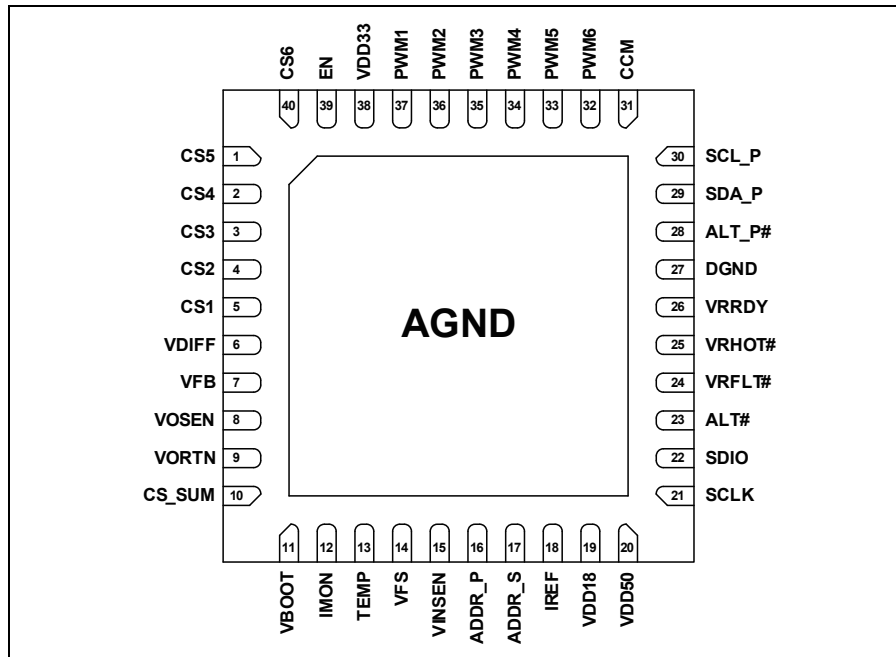 CS6 EN VDD33 PWM1 PWM2 PWM3 PWM4 PWM5 PWM6 CCM
40 39 38 37 36 35 34 33 32 31
CS5 1 30 SCL_P
CS4 2 29 SDA_P
CS3 3 28 ALT_P#
CS2 4 27 DGND
CS1 5 26 VRRDY
AGND
VDIFF 6 25 VRHOT#
VFB 7 24 VRFLT#
VOSEN 8 23 ALT#
VORTN 9 22 SDIO
CS_SUM 10 21 SCLK
11 12 13 14 15 16 17 18 19 20
VBOOT IMON TEMP VFS VINSEN ADDR_P ADDR_S IREF VDD18 VDD50